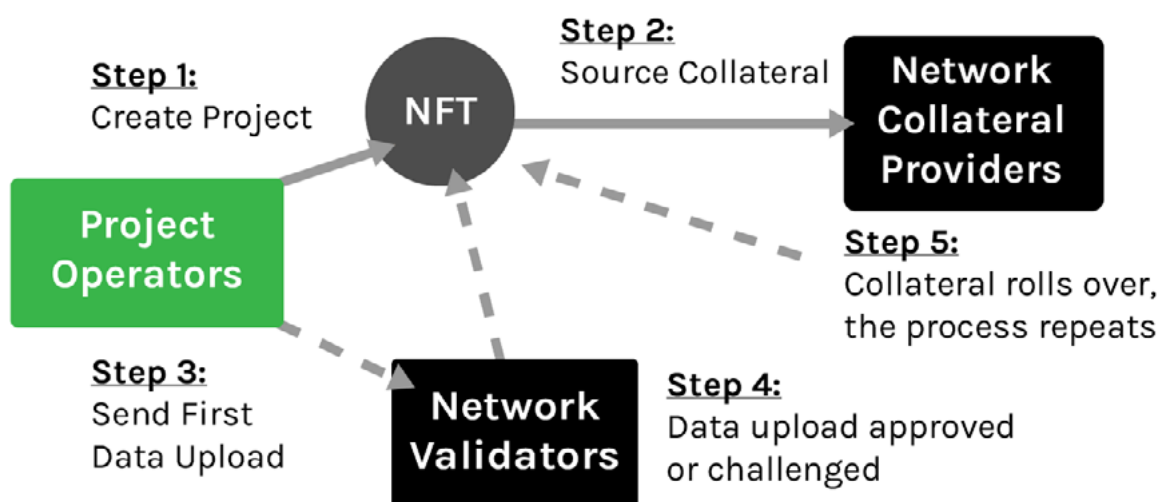 Step 1:
Create Project
NFT
Step 2:
Source Collateral
Network
Collateral
Providers
Project
Operators
Step 3:
Send First
Data Upload
Network
Validators
Step 4:
Data upload approved
or challenged
Step 5:
Collateral rolls over,
the process repeats